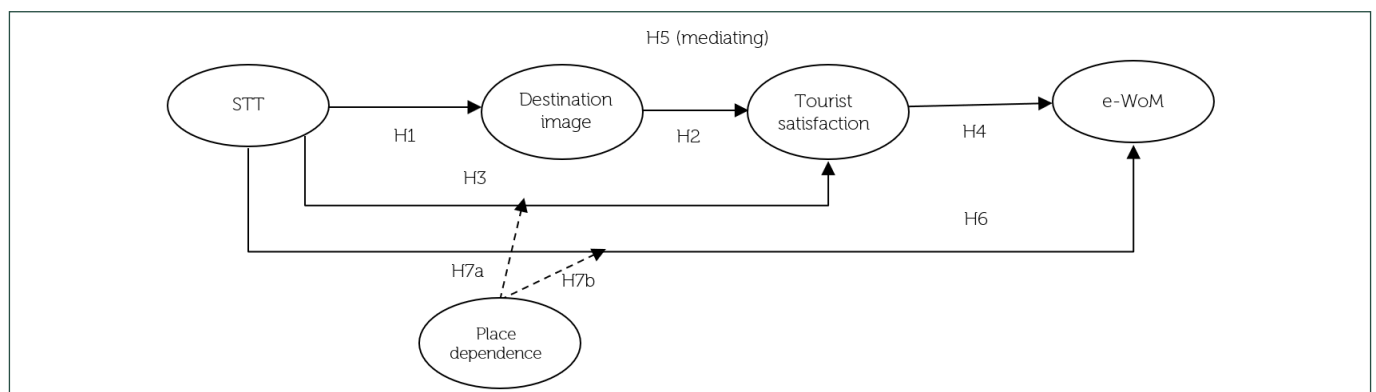 H5 (mediating)
STT
Destination
image
Tourist
satisfaction
e-WoM
H1
H2
H4
H3
H6
H7a
H7b
Place
dependence